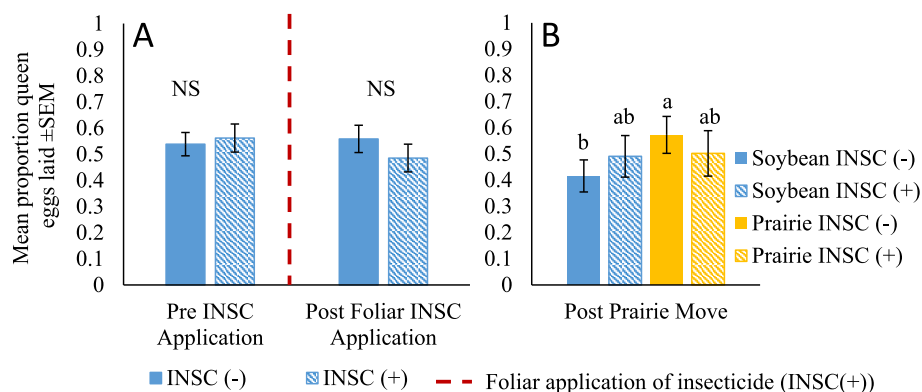 Mean proportion queen
eggs laid ±SEM
1
0.9
0.8
0.7
0.6
0.5
0.4
0.3
0.2
0.1
0
A
NS
NS
Pre INSC
Application
Post Foliar INSC
Application
1
0.9
0.8
0.7
0.6
0.5
0.4
0.3
0.2
0.1
0
B
b
ab
a
ab
Post Prairie Move
Soybean INSC (-)
Soybean INSC (+)
Prairie INSC (-)
Prairie INSC (+)
INSC (-)
INSC (+)
Foliar application of insecticide (INSC(+))